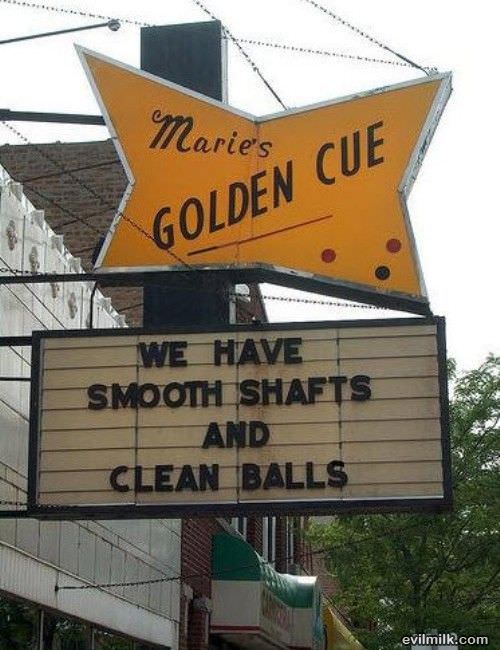 Marie's
GOLDEN CUE
WE HAVE
SMOOTH SHAFTS
AND
CLEAN BALLS
evilmilk.com